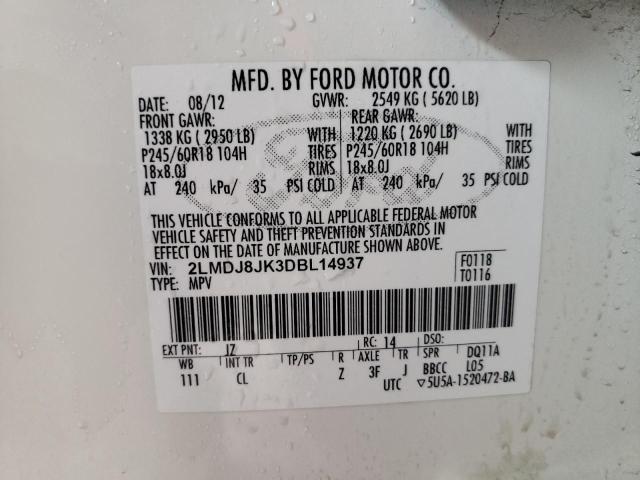 MFD. BY FORD MOTOR CO.
DATE: 08/12 GVWR: 2549 KG ( 5620 LB)
FRONT GAWR: REAR GAWR:
1338 KG ( 2950 LB) WITH 1220 KG ( 2690 LB) WITH
P245/60R18 104H TIRES P245/60R18 104H TIRES
18x8.0J RIMS 18x8.0J RIMS
AT 240 kPa/ 35 PSI COLD AT 240 kPa/ 35 PSI COLD
Ford
THIS VEHICLE CONFORMS TO ALL APPLICABLE FEDERAL MOTOR
VEHICLE SAFETY AND THEFT PREVENTION STANDARDS IN
EFFECT ON THE DATE OF MANUFACTURE SHOWN ABOVE.
VIN: 2LMDJ8JK3DBL14937 F0118
TYPE: MPV T0116
EXT PNT: JZ RC: 14 DSO:
WB INT TR TP/PS R AXLE TR SPR DQ11A
111 CL Z 3F J BBCC L05
UTC ▽5U5A-1520472-BA